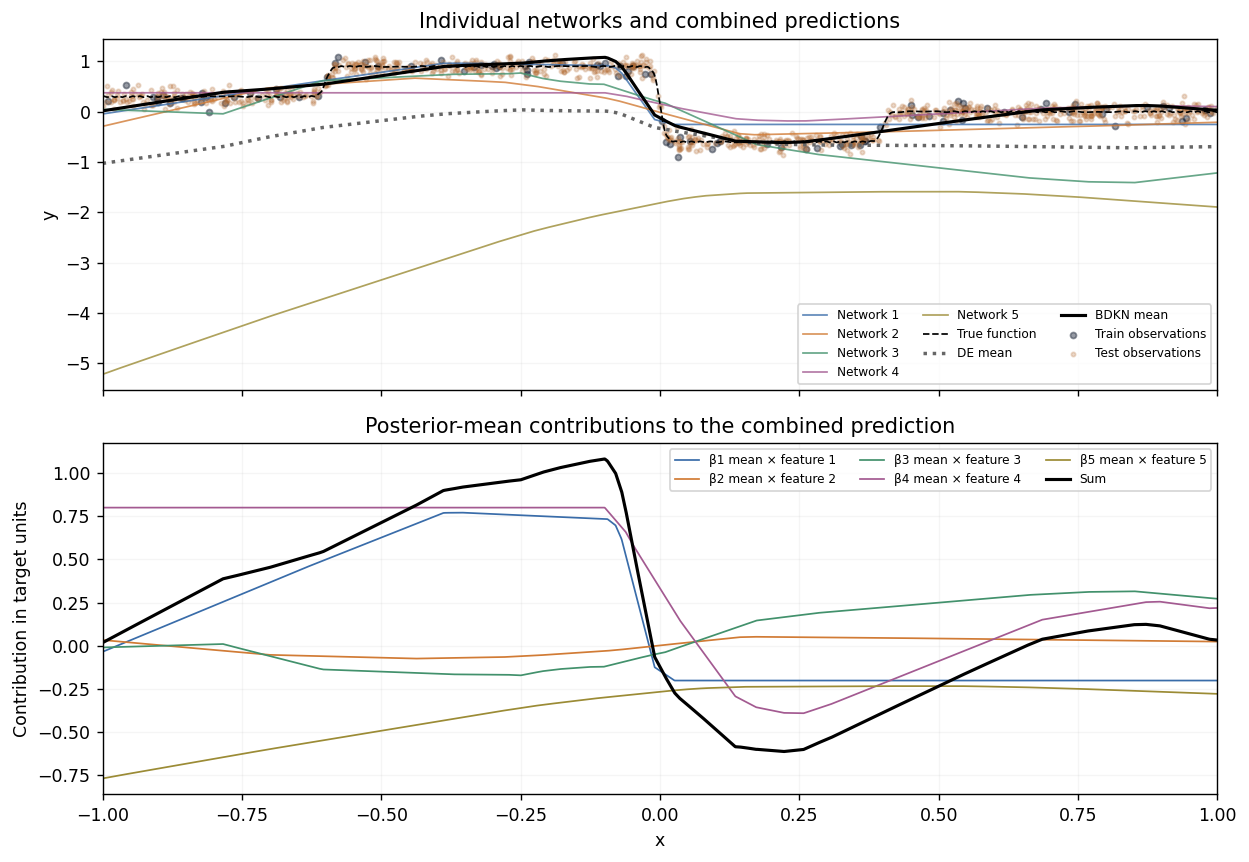 Individual networks and combined predictions
1
0
−1
−2
−3
−4
−5
y
Network 1
Network 2
Network 3
Network 4
Network 5
True function
DE mean
BDKN mean
Train observations
Test observations
Posterior-mean contributions to the combined prediction
1.00
0.75
0.50
0.25
0.00
−0.25
−0.50
−0.75
Contribution in target units
β1 mean × feature 1
β2 mean × feature 2
β3 mean × feature 3
β4 mean × feature 4
β5 mean × feature 5
Sum
−1.00 −0.75 −0.50 −0.25 0.00 0.25 0.50 0.75 1.00
x